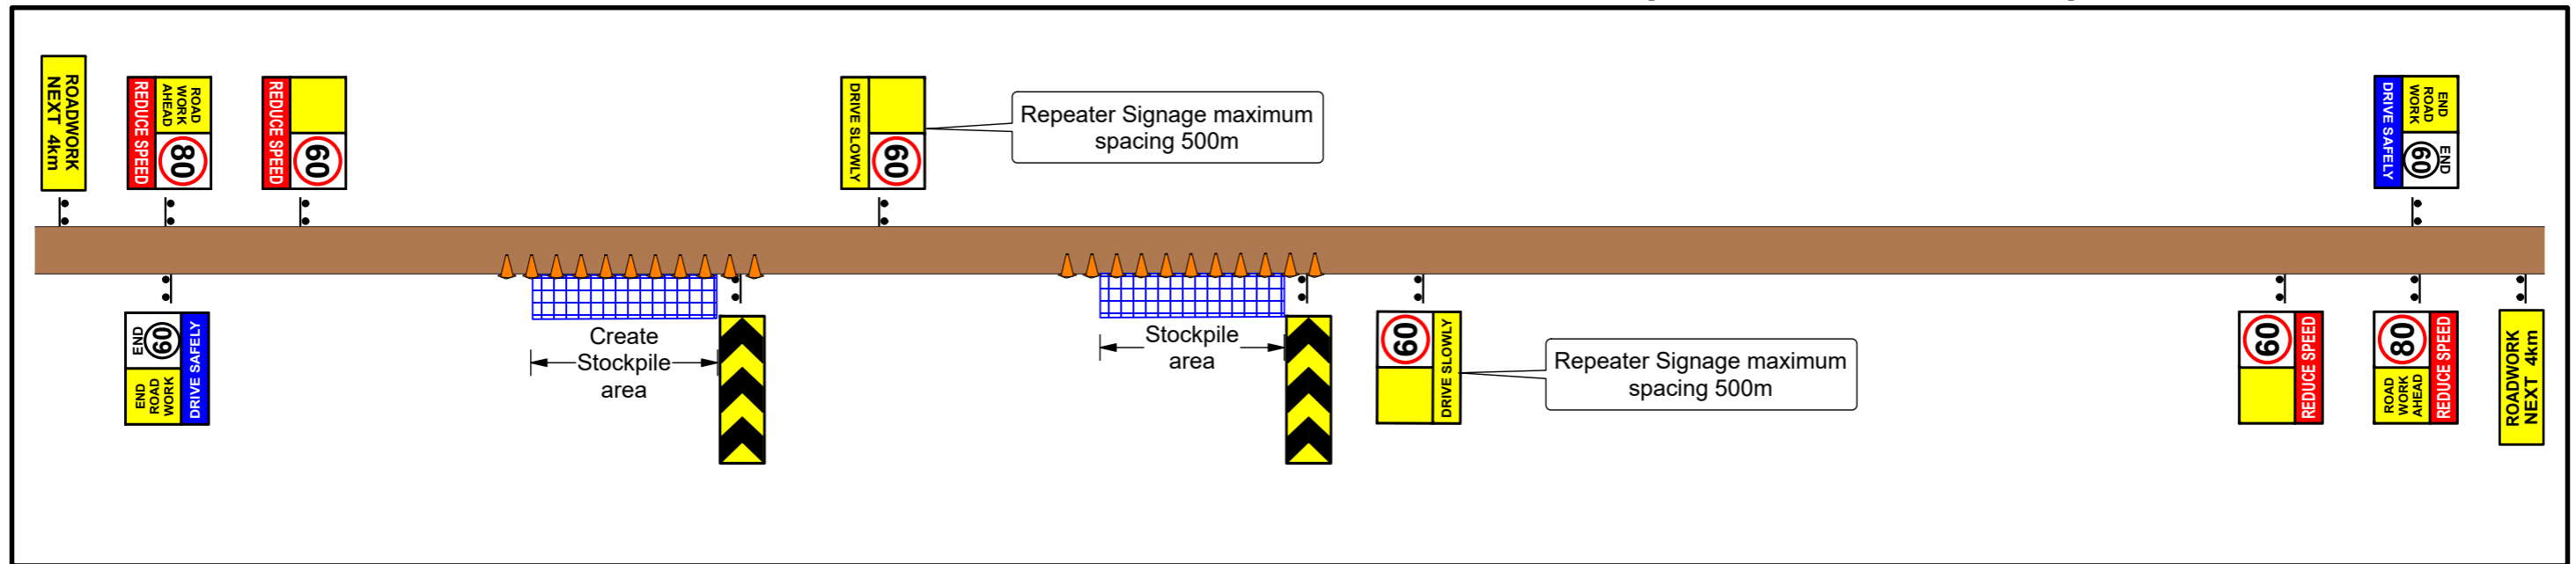 ROADWORK
NEXT 4km
REDUCE SPEED
ROAD
WORK
AHEAD
80
REDUCE SPEED
60
DRIVE SLOWLY
60
Repeater Signage maximum
spacing 500m
DRIVE SAFELY
END
ROAD
WORK
END
60
END
60
END
ROAD
WORK
DRIVE SAFELY
Create
Stockpile
area
Stockpile
area
60
DRIVE SLOWLY
Repeater Signage maximum
spacing 500m
60
REDUCE SPEED
80
ROAD
WORK
AHEAD
REDUCE SPEED
ROADWORK
NEXT 4km